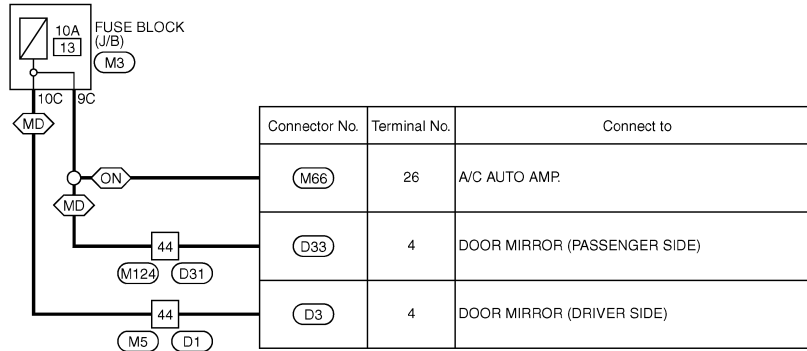 10A
13
FUSE BLOCK
(J/B)
M3
10C 9C
MD
ON
MD
Connector No. Terminal No. Connect to
M66 26 A/C AUTO AMP.
44
M124 D31
D33 4 DOOR MIRROR (PASSENGER SIDE)
44
M5 D1
D3 4 DOOR MIRROR (DRIVER SIDE)